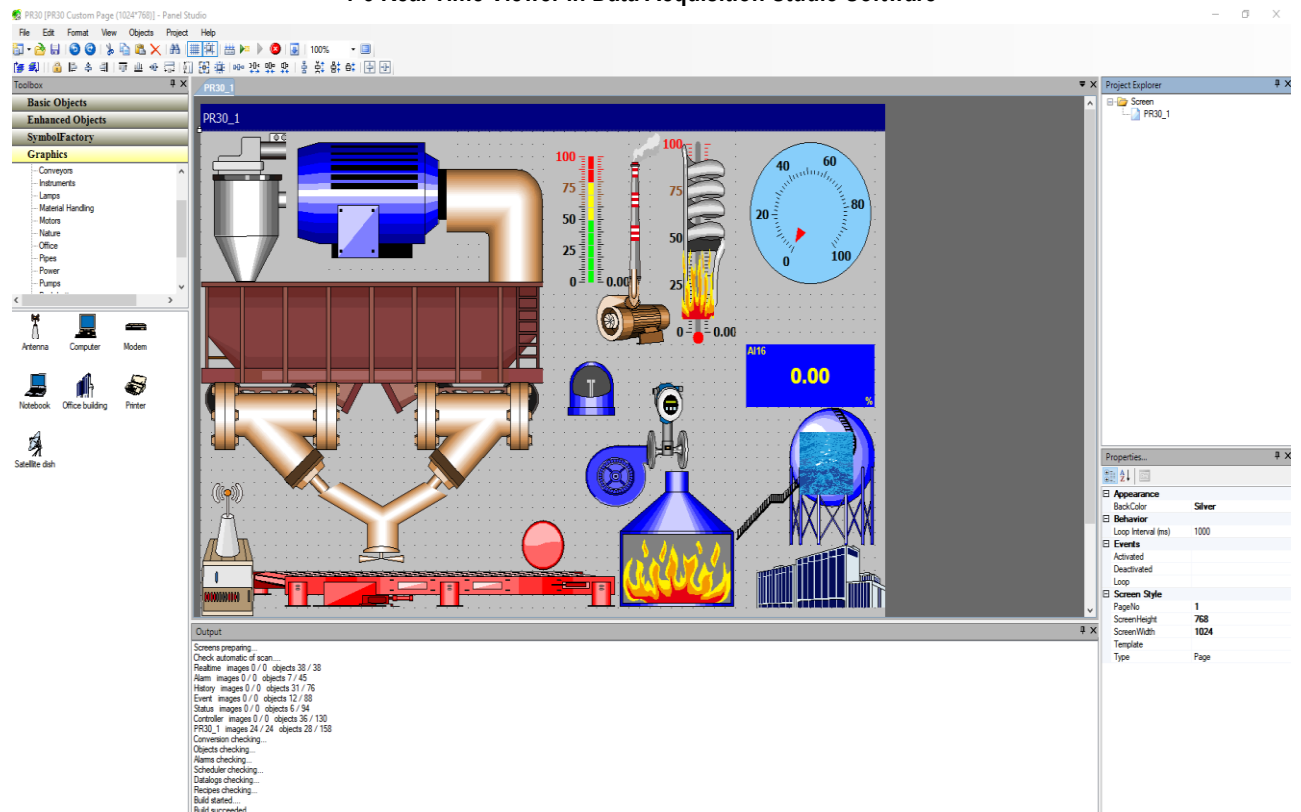 PR30 [PR30 Custom Page (1024*768)] - Panel Studio
File Edit Format View Objects Project Help
100%
Toolbox
Basic Objects
Enhanced Objects
SymbolFactory
Graphics
Conveyors
Instruments
Lamps
Material Handling
Motors
Nature
Office
Pipes
Power
Pumps
Antenna Computer Modem
Notebook Office building Printer
Satellite dish
PR30_1
PR30_1
100
75
50
25
0
0.00
100
75
50
25
0
0.00
0
20
40
60
80
100
AI16
0.00
%
Output
Screens preparing...
Check automatic of scan....
Realtime images 0 / 0 objects 38 / 38
Alarm images 0 / 0 objects 7 / 45
History images 0 / 0 objects 31 / 76
Event images 0 / 0 objects 12 / 88
Status images 0 / 0 objects 6 / 94
Controller images 0 / 0 objects 36 / 130
PR30_1 images 24 / 24 objects 28 / 158
Conversion checking...
Objects checking...
Alarms checking...
Scheduler checking...
Datalogs checking...
Recipes checking...
Build started....
Build succeeded
Project Explorer
Screen
PR30_1
Properties...
Appearance
BackColor Silver
Behavior
Loop Interval (ms) 1000
Events
Activated
Deactivated
Loop
Screen Style
PageNo 1
ScreenHeight 768
ScreenWidth 1024
Template
Type Page